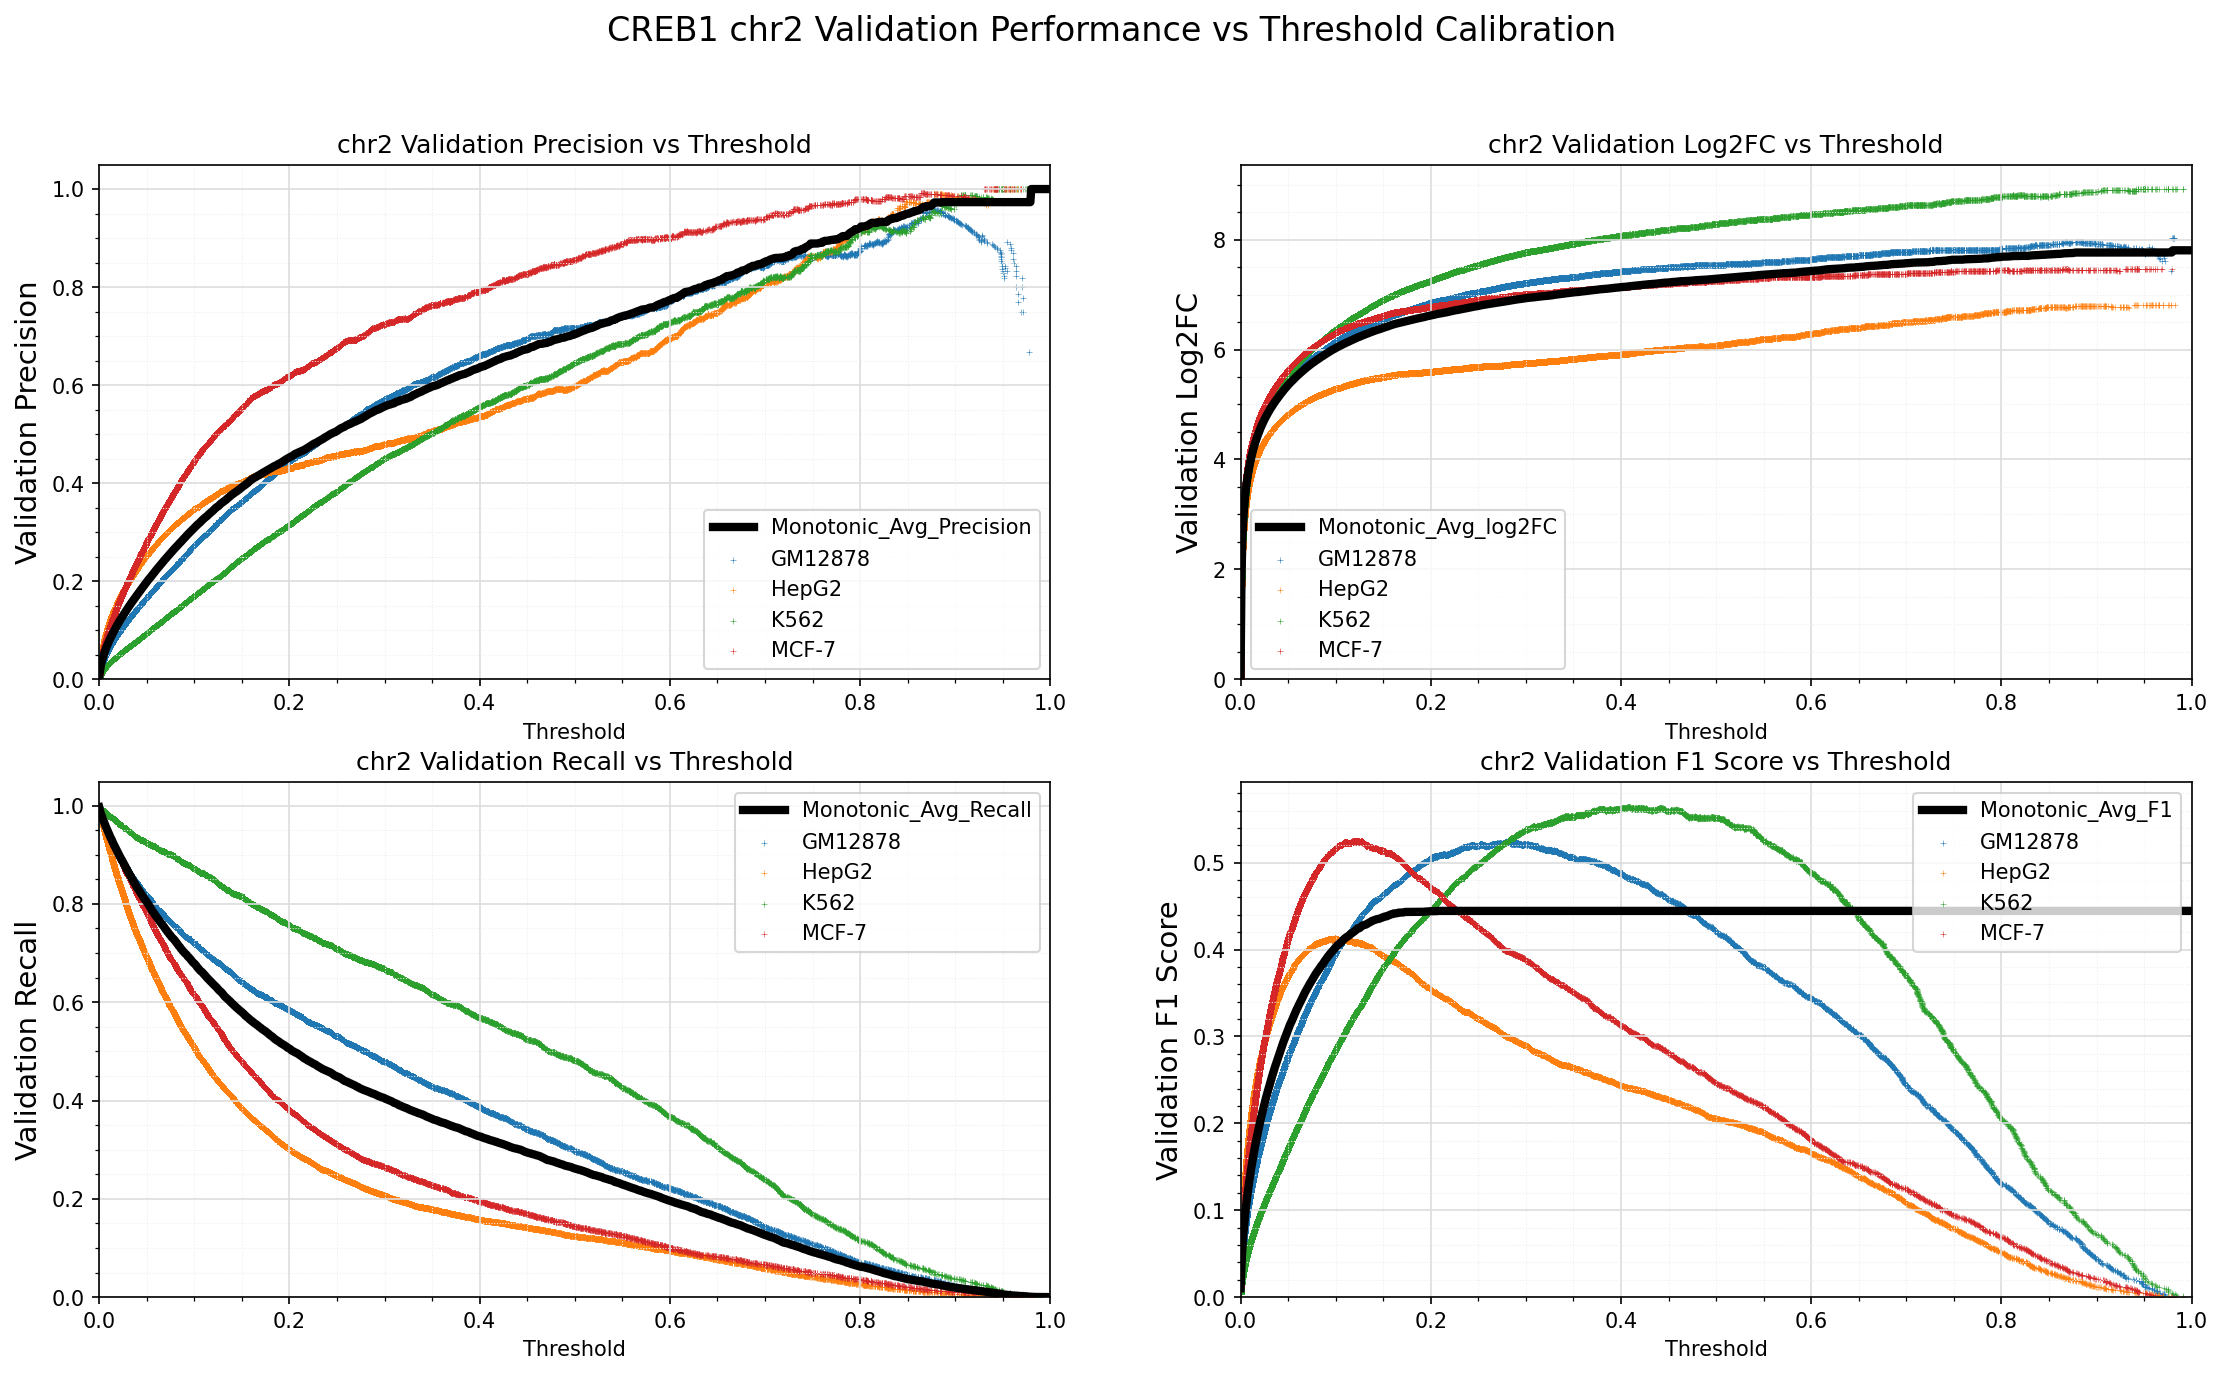 CREB1 chr2 Validation Performance vs Threshold Calibration
chr2 Validation Precision vs Threshold
Validation Precision
1.0
0.8
0.6
0.4
0.2
0.0
0.0 0.2 0.4 0.6 0.8 1.0
Threshold
Monotonic_Avg_Precision
GM12878
HepG2
K562
MCF-7
chr2 Validation Log2FC vs Threshold
Validation Log2FC
8
6
4
2
0
0.0 0.2 0.4 0.6 0.8 1.0
Threshold
Monotonic_Avg_log2FC
GM12878
HepG2
K562
MCF-7
chr2 Validation Recall vs Threshold
Validation Recall
1.0
0.8
0.6
0.4
0.2
0.0
0.0 0.2 0.4 0.6 0.8 1.0
Threshold
Monotonic_Avg_Recall
GM12878
HepG2
K562
MCF-7
chr2 Validation F1 Score vs Threshold
Validation F1 Score
0.5
0.4
0.3
0.2
0.1
0.0
0.0 0.2 0.4 0.6 0.8 1.0
Threshold
Monotonic_Avg_F1
GM12878
HepG2
K562
MCF-7